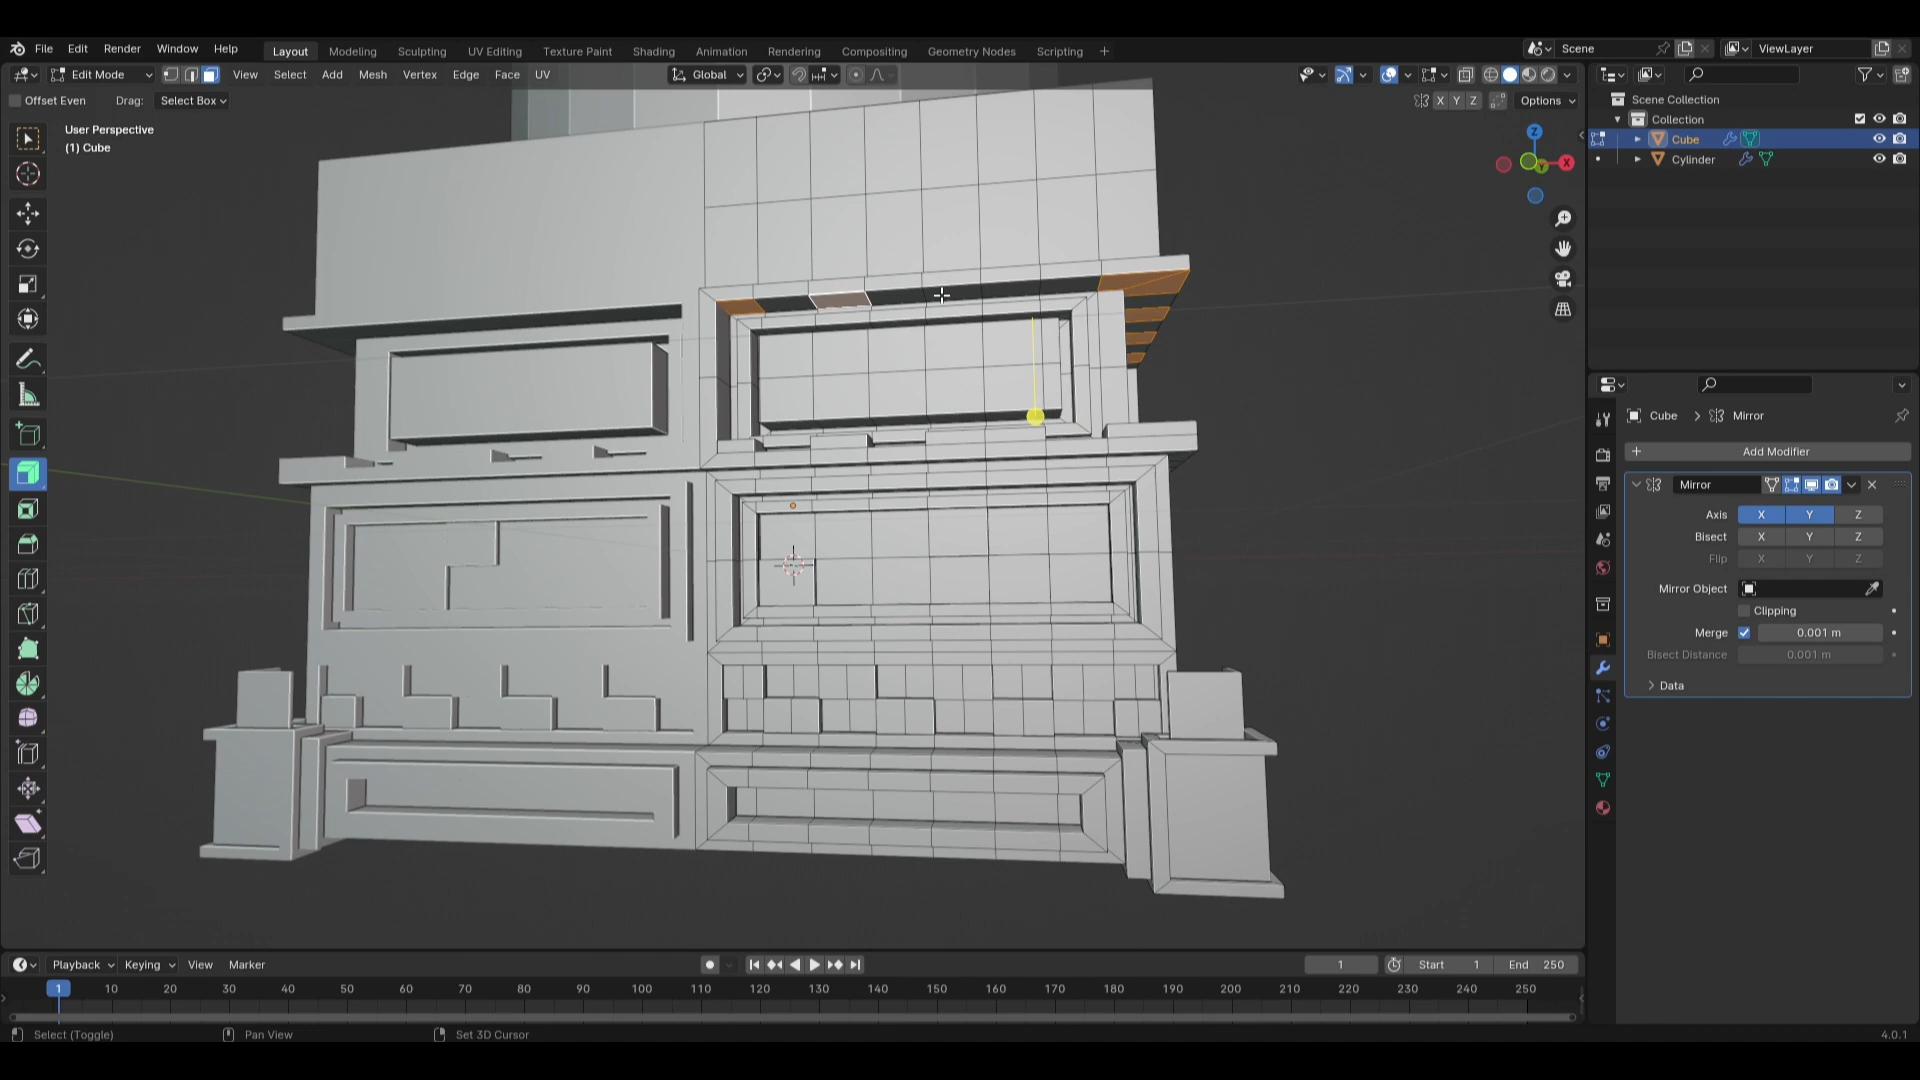 File Edit Render Window Help Layout Modeling Sculpting UV Editing Texture Paint Shading Animation Rendering Compositing Geometry Nodes Scripting + Scene ViewLayer
Edit Mode View Select Add Mesh Vertex Edge Face UV Global
Offset Even Drag: Select Box X Y Z Options
Scene Collection
Collection
Cube
Cylinder
User Perspective
(1) Cube
Z
X
Y
Cube > Mirror
+ Add Modifier
Mirror
Axis X Y Z
Bisect X Y Z
Flip X Y Z
Mirror Object
Clipping
Merge 0.001 m
Bisect Distance 0.001 m
Data
Playback Keying View Marker 1 Start 1 End 250
1 10 20 30 40 50 60 70 80 90 100 110 120 130 140 150 160 170 180 190 200 210 220 230 240 250
Select (Toggle) Pan View Set 3D Cursor 4.0.1